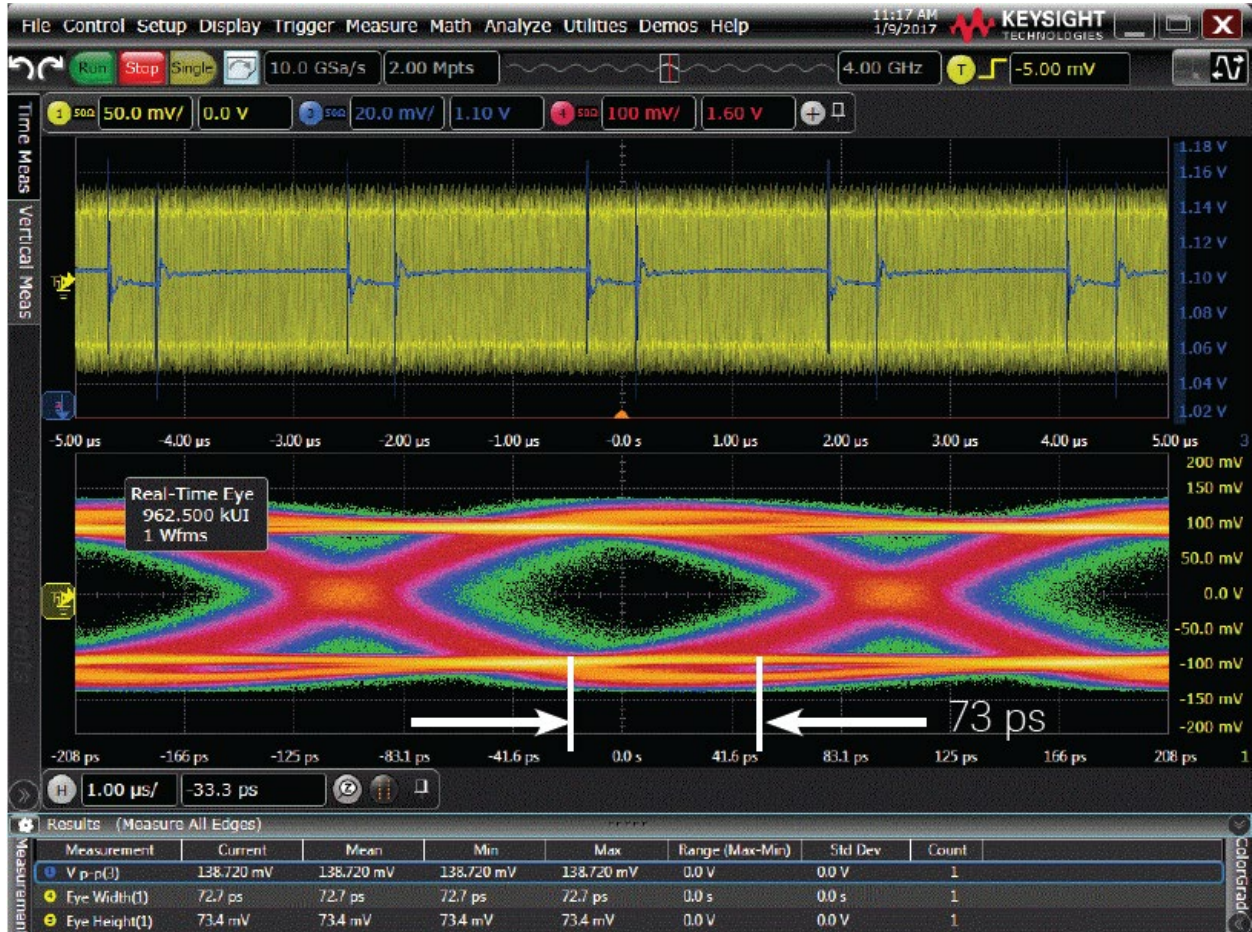 File Control Setup Display Trigger Measure Math Analyze Utilities Demos Help 11:17 AM 1/9/2017 KEYSIGHT TECHNOLOGIES
Run Stop Single 10.0 GSa/s 2.00 Mpts 4.00 GHz T -5.00 mV
1 50Ω 50.0 mV/ 0.0 V 3 50Ω 20.0 mV/ 1.10 V 4 50Ω 100 mV/ 1.60 V
Time Meas
Vertical Meas
1.18 V
1.16 V
1.14 V
1.12 V
1.10 V
1.08 V
1.06 V
1.04 V
1.02 V
-5.00 µs -4.00 µs -3.00 µs -2.00 µs -1.00 µs -0.0 s 1.00 µs 2.00 µs 3.00 µs 4.00 µs 5.00 µs 3
Measurements
Real-Time Eye
962.500 kUI
1 Wfms
200 mV
150 mV
100 mV
50.0 mV
0.0 V
-50.0 mV
-100 mV
-150 mV
-200 mV
73 ps
-208 ps -166 ps -125 ps -83.1 ps -41.6 ps 0.0 s 41.6 ps 83.1 ps 125 ps 166 ps 208 ps 1
H 1.00 µs/ -33.3 ps
Results (Measure All Edges)
Measurement Current Mean Min Max Range (Max-Min) Std Dev Count
V p-p(3) 138.720 mV 138.720 mV 138.720 mV 138.720 mV 0.0 V 0.0 V 1
Eye Width(1) 72.7 ps 72.7 ps 72.7 ps 72.7 ps 0.0 s 0.0 s 1
Eye Height(1) 73.4 mV 73.4 mV 73.4 mV 73.4 mV 0.0 V 0.0 V 1